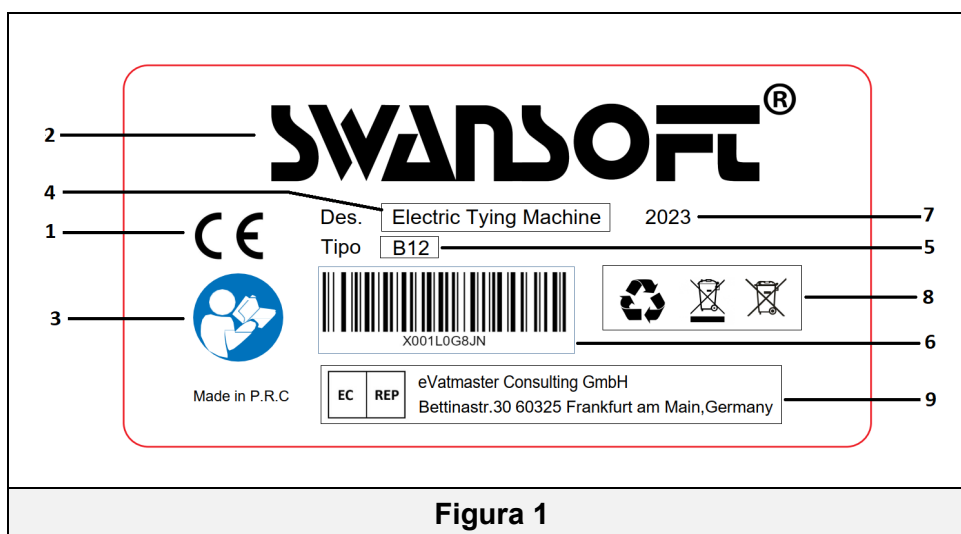 SWANSOFT®
2
4
Des. Electric Tying Machine 2023
7
1
CE
Tipo B12
5
8
3
X001L0G8JN
6
Made in P.R.C
EC REP
eVatmaster Consulting GmbH
Bettinastr.30 60325 Frankfurt am Main,Germany
9
Figura 1